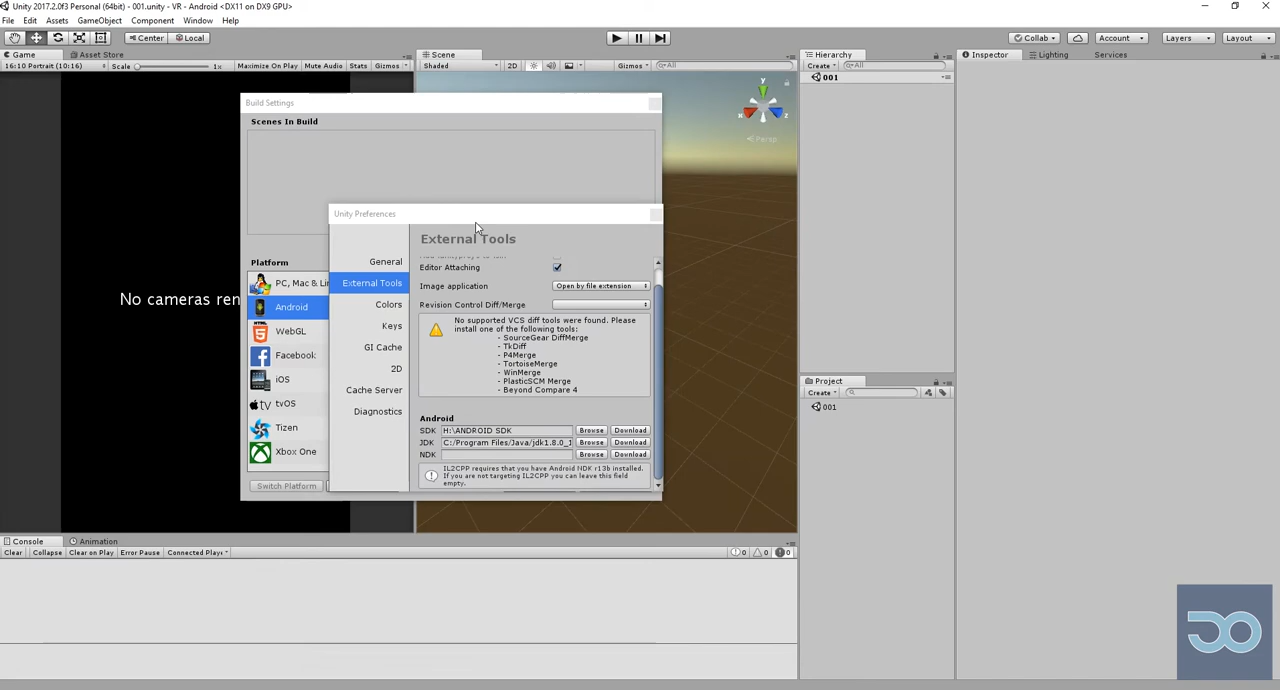 Unity 2017.2.0f3 Personal (64bit) - 001.unity - VR - Android <DX11 on DX9 GPU>
File Edit Assets GameObject Component Window Help
Center Local Collab Account Layers Layout
Game Asset Store Scene Hierarchy Inspector Lighting Services
16:10 Portrait (10:16) Scale 1x Maximize On Play Mute Audio Stats Gizmos Shaded 2D Gizmos All Create All
001
Build Settings
Scenes In Build
y
z
Persp
Unity Preferences
External Tools
Platform
General
Editor Attaching
PC, Mac & Lin
External Tools
Image application Open by file extension
No cameras ren
Android
Colors
Revision Control Diff/Merge
No supported VCS diff tools were found. Please
install one of the following tools:
- SourceGear DiffMerge
- TkDiff
- P4Merge
- TortoiseMerge
- WinMerge
- PlasticSCM Merge
- Beyond Compare 4
Keys
WebGL
GI Cache
Facebook
2D
iOS
Cache Server
tv tvOS
Diagnostics
Tizen
Xbox One
Android
SDK H:\ANDROID SDK Browse Download
JDK C:/Program Files/Java/jdk1.8.0_1 Browse Download
NDK Browse Download
IL2CPP requires that you have Android NDK r13b installed.
If you are not targeting IL2CPP you can leave this field
empty.
Switch Platform
Project
Create
001
Console Animation
Clear Collapse Clear on Play Error Pause Connected Playe 0 0 0